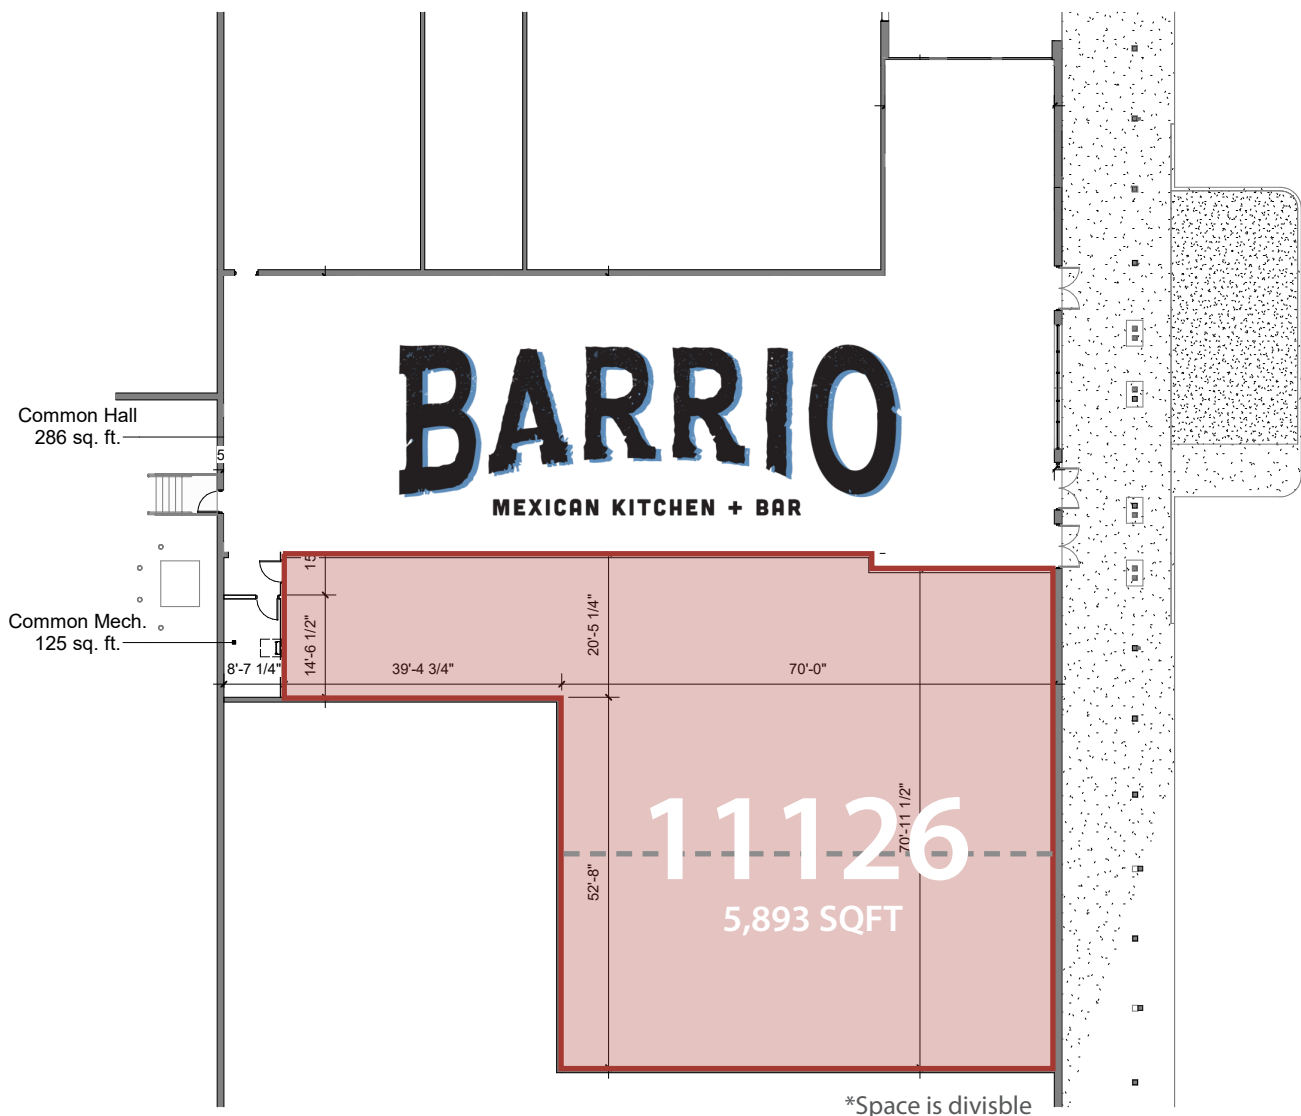 BARRIO
MEXICAN KITCHEN + BAR
Common Hall
286 sq. ft.
5
Common Mech.
125 sq. ft.
14'-6 1/2"
20'-5 1/4"
8'-7 1/4"
39'-4 3/4"
70'-0"
70'-11 1/2"
52'-8"
11126
5,893 SQFT
*Space is divisble